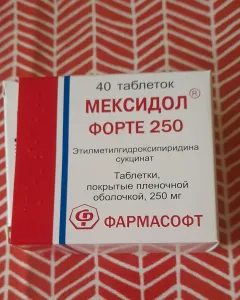 40 таблеток
МЕКСИДОЛ®
ФОРТЕ 250
Этилметилгидроксипиридина
сукцинат
Таблетки,
покрытые пленочной
оболочкой, 250 мг
ФАРМАСОФТ